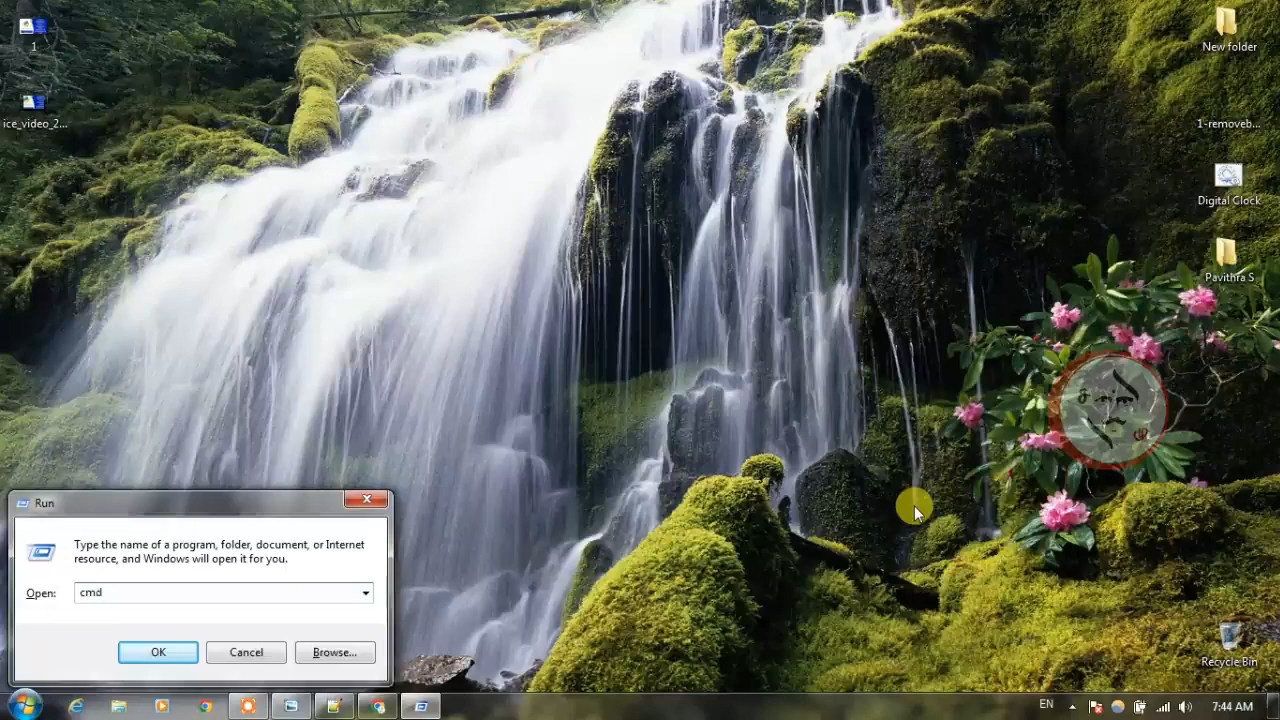 1
ice_video_2...
New folder
1-removeb...
Digital Clock
Pavithra S
Run
Type the name of a program, folder, document, or Internet
resource, and Windows will open it for you.
Open:
cmd
OK
Cancel
Browse...
Recycle Bin
EN
7:44 AM